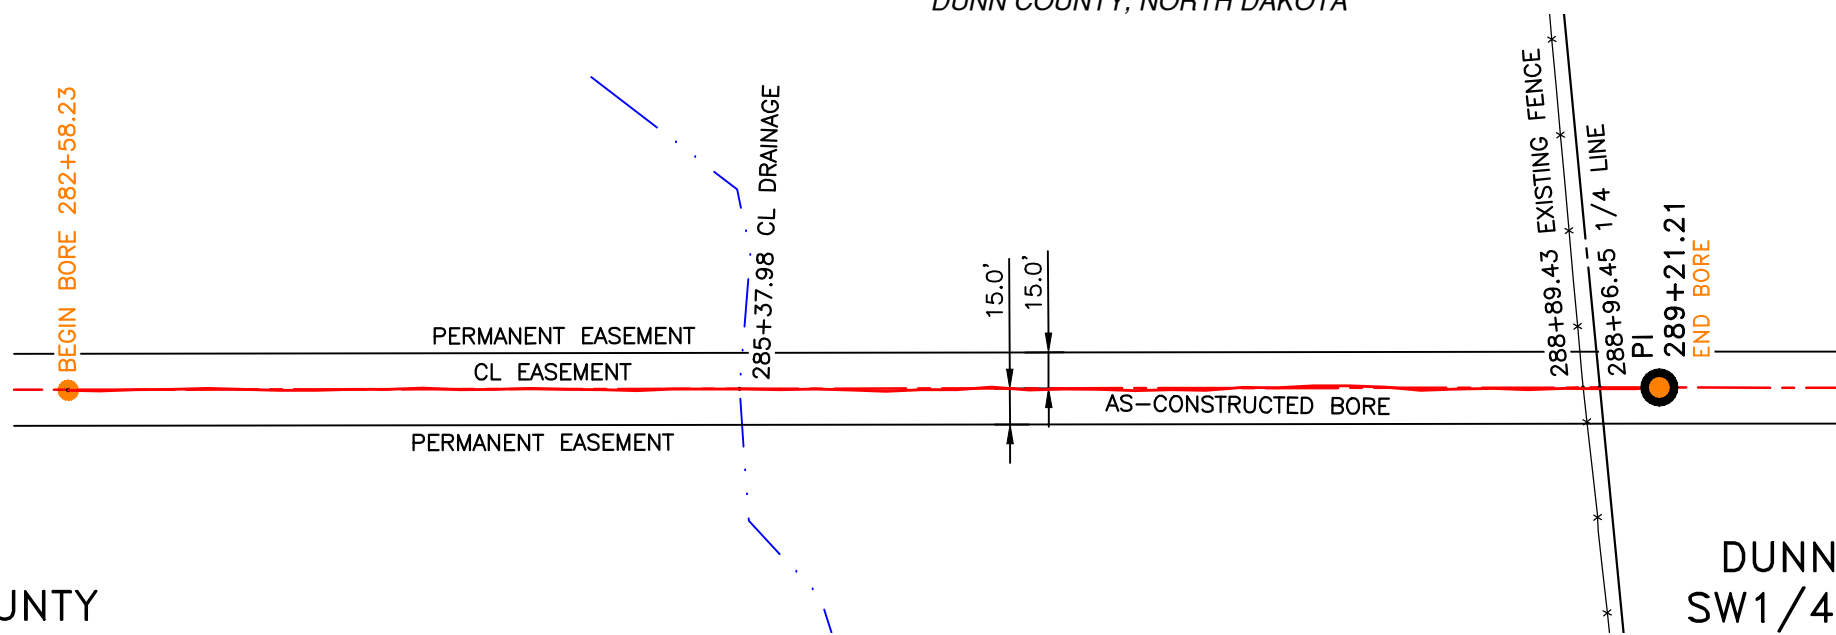 DUNN COUNTY, NORTH DAKOTA
BEGIN BORE 282+58.23
285+37.98 CL DRAINAGE
15.0'
15.0'
288+89.43 EXISTING FENCE
288+96.45 1/4 LINE
PI
289+21.21
END BORE
PERMANENT EASEMENT
CL EASEMENT
AS-CONSTRUCTED BORE
PERMANENT EASEMENT
DUNN
UNTY
SW1/4